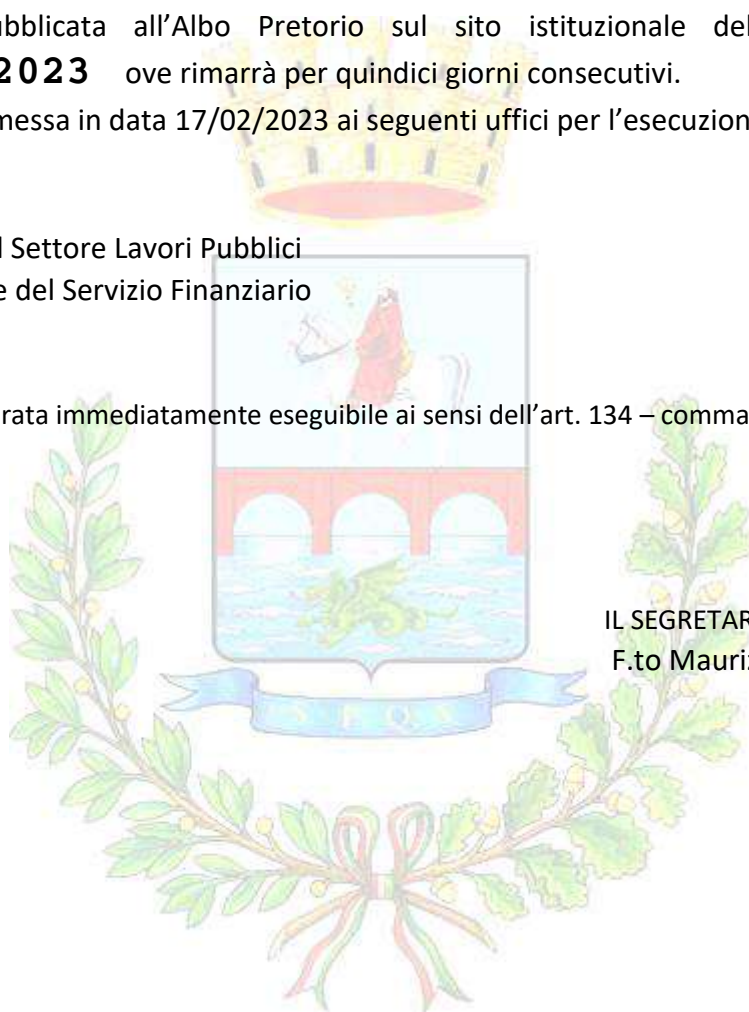 ubblicata all’Albo Pretorio sul sito istituzionale del
2023 ove rimarrà per quindici giorni consecutivi.
messa in data 17/02/2023 ai seguenti uffici per l’esecuzion
l Settore Lavori Pubblici
e del Servizio Finanziario
rata immediatamente eseguibile ai sensi dell’art. 134 – comma
IL SEGRETAR
F.to Mauriz
S P Q S